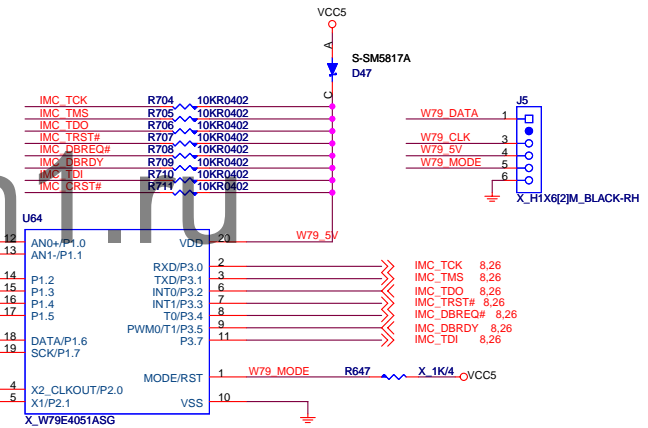 VCC5
A
S-SM5817A
D47
C
IMC_TCK R704 10KR0402
IMC_TMS R705 10KR0402
IMC_TDO R706 10KR0402
IMC_TRST# R707 10KR0402
IMC_DBREQ# R708 10KR0402
IMC_DBRDY R709 10KR0402
IMC_TDI R710 10KR0402
IMC_CRST# R711 10KR0402
J5
W79_DATA 1
W79_CLK 3
W79_5V 4
W79_MODE 5
6
X_H1X6[2]M_BLACK-RH
n1.ru
U64
12 AN0+/P1.0 VDD 20 W79_5V
13 AN1-/P1.1
RXD/P3.0 2 IMC_TCK 8,26
14 P1.2 TXD/P3.1 3 IMC_TMS 8,26
15 P1.3 INT0/P3.2 6 IMC_TDO 8,26
16 P1.4 INT1/P3.3 7 IMC_TRST# 8,26
17 P1.5 T0/P3.4 8 IMC_DBREQ# 8,26
PWM0/T1/P3.5 9 IMC_DBRDY 8,26
18 DATA/P1.6 P3.7 11 IMC_TDI 8,26
19 SCK/P1.7
MODE/RST 1 W79_MODE R647 X_1K/4 VCC5
4 X2_CLKOUT/P2.0
5 X1/P2.1 VSS 10
X_W79E4051ASG